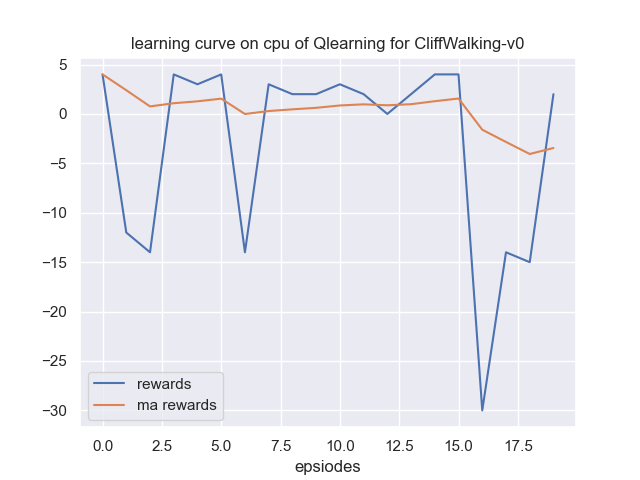 learning curve on cpu of Qlearning for CliffWalking-v0
5
0
−5
−10
−15
−20
−25
−30
rewards
ma rewards
0.0 2.5 5.0 7.5 10.0 12.5 15.0 17.5
epsiodes